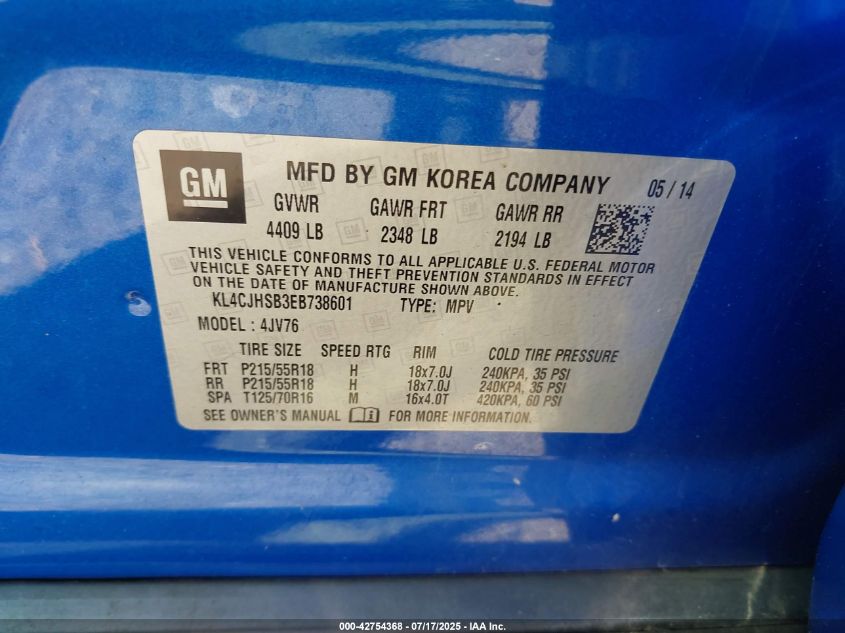 GM
MFD BY GM KOREA COMPANY 05/14
GVWR GAWR FRT GAWR RR
4409 LB 2348 LB 2194 LB
THIS VEHICLE CONFORMS TO ALL APPLICABLE U.S. FEDERAL MOTOR
VEHICLE SAFETY AND THEFT PREVENTION STANDARDS IN EFFECT
ON THE DATE OF MANUFACTURE SHOWN ABOVE.
KL4CJHSB3EB738601 TYPE: MPV
MODEL: 4JV76
TIRE SIZE SPEED RTG RIM COLD TIRE PRESSURE
FRT P215/55R18 H 18x7.0J 240KPA, 35 PSI
RR P215/55R18 H 18x7.0J 240KPA, 35 PSI
SPA T125/70R16 M 16x4.0T 420KPA, 60 PSI
SEE OWNER'S MANUAL FOR MORE INFORMATION.
000-42754368 - 07/17/2025 - IAA Inc.